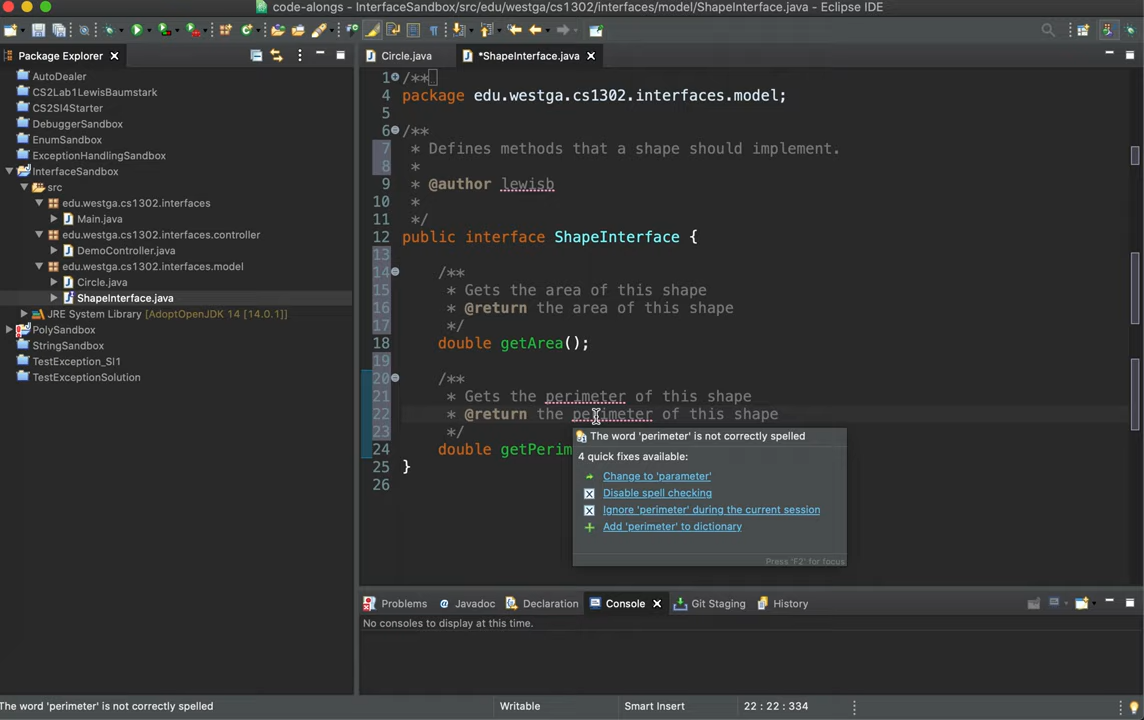 code-alongs - InterfaceSandbox/src/edu/westga/cs1302/interfaces/model/ShapeInterface.java - Eclipse IDE
Package Explorer
AutoDealer
CS2Lab1LewisBaumstark
CS2SI4Starter
DebuggerSandbox
EnumSandbox
ExceptionHandlingSandbox
InterfaceSandbox
src
edu.westga.cs1302.interfaces
Main.java
edu.westga.cs1302.interfaces.controller
DemoController.java
edu.westga.cs1302.interfaces.model
Circle.java
ShapeInterface.java
JRE System Library [AdoptOpenJDK 14 [14.0.1]]
PolySandbox
StringSandbox
TestException_SI1
TestExceptionSolution
Circle.java
*ShapeInterface.java
1 /**
4 package edu.westga.cs1302.interfaces.model;
5
6 /**
7 * Defines methods that a shape should implement.
8 *
9 * @author lewisb
10 *
11 */
12 public interface ShapeInterface {
13
14 /**
15 * Gets the area of this shape
16 * @return the area of this shape
17 */
18 double getArea();
19
20 /**
21 * Gets the perimeter of this shape
22 * @return the perimeter of this shape
23 */
24 double getPerim
25 }
26
The word 'perimeter' is not correctly spelled
4 quick fixes available:
Change to 'parameter'
Disable spell checking
Ignore 'perimeter' during the current session
Add 'perimeter' to dictionary
Press 'F2' for focus
Problems
@ Javadoc
Declaration
Console
Git Staging
History
No consoles to display at this time.
The word 'perimeter' is not correctly spelled
Writable
Smart Insert
22 : 22 : 334